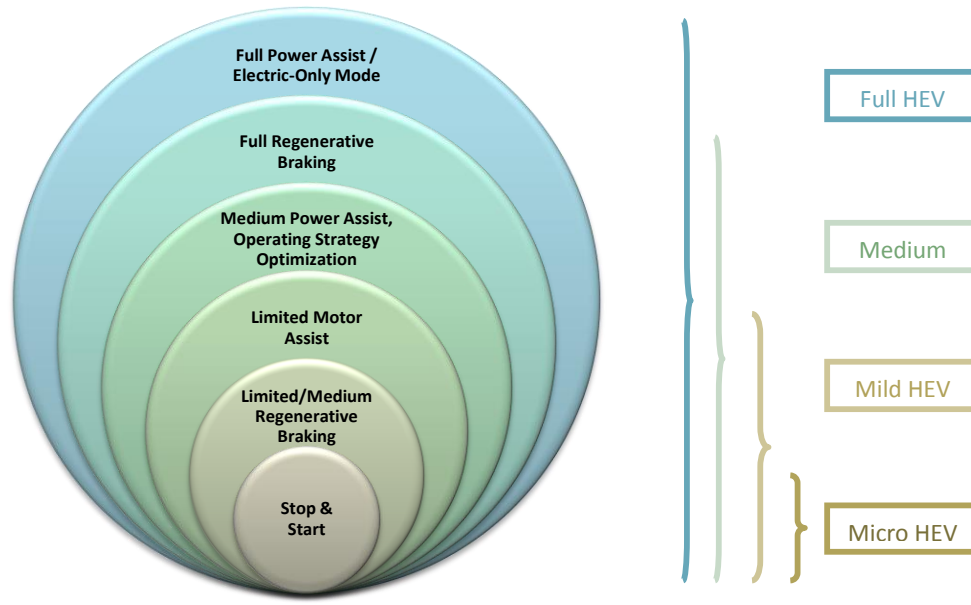 Full Power Assist /
Electric-Only Mode
Full Regenerative
Braking
Medium Power Assist,
Operating Strategy
Optimization
Limited Motor
Assist
Limited/Medium
Regenerative
Braking
Stop &
Start
Full HEV
Medium
Mild HEV
Micro HEV